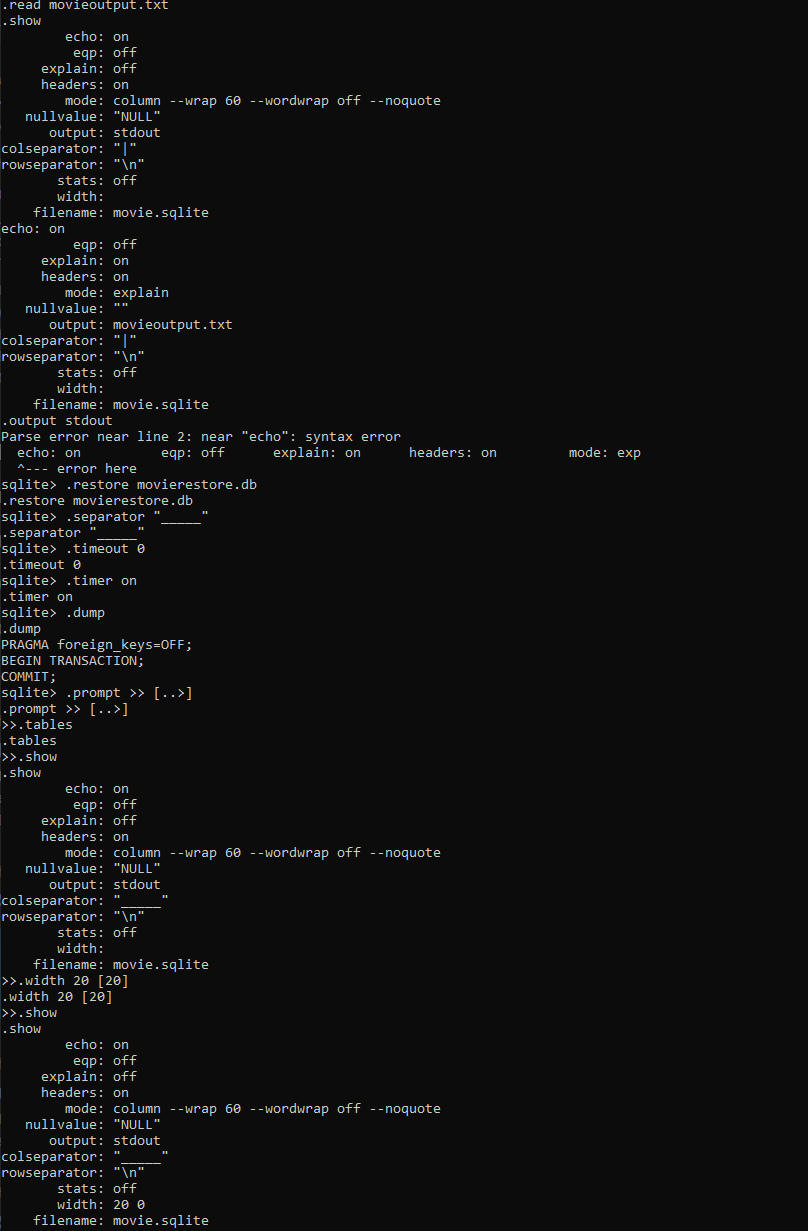 .read movieoutput.txt
.show
        echo: on
         eqp: off
     explain: off
     headers: on
        mode: column --wrap 60 --wordwrap off --noquote
   nullvalue: "NULL"
      output: stdout
colseparator: "|"
rowseparator: "\n"
       stats: off
       width:
    filename: movie.sqlite
echo: on
         eqp: off
     explain: on
     headers: on
        mode: explain
   nullvalue: ""
      output: movieoutput.txt
colseparator: "|"
rowseparator: "\n"
       stats: off
       width:
    filename: movie.sqlite
.output stdout
Parse error near line 2: near "echo": syntax error
  echo: on          eqp: off      explain: on      headers: on         mode: exp
  ^--- error here
sqlite> .restore movierestore.db
.restore movierestore.db
sqlite> .separator "_____"
.separator "_____"
sqlite> .timeout 0
.timeout 0
sqlite> .timer on
.timer on
sqlite> .dump
.dump
PRAGMA foreign_keys=OFF;
BEGIN TRANSACTION;
COMMIT;
sqlite> .prompt >> [..>]
.prompt >> [..>]
>>.tables
.tables
>>.show
.show
        echo: on
         eqp: off
     explain: off
     headers: on
        mode: column --wrap 60 --wordwrap off --noquote
   nullvalue: "NULL"
      output: stdout
colseparator: "_____"
rowseparator: "\n"
       stats: off
       width:
    filename: movie.sqlite
>>.width 20 [20]
.width 20 [20]
>>.show
.show
        echo: on
         eqp: off
     explain: off
     headers: on
        mode: column --wrap 60 --wordwrap off --noquote
   nullvalue: "NULL"
      output: stdout
colseparator: "_____"
rowseparator: "\n"
       stats: off
       width: 20 0
    filename: movie.sqlite